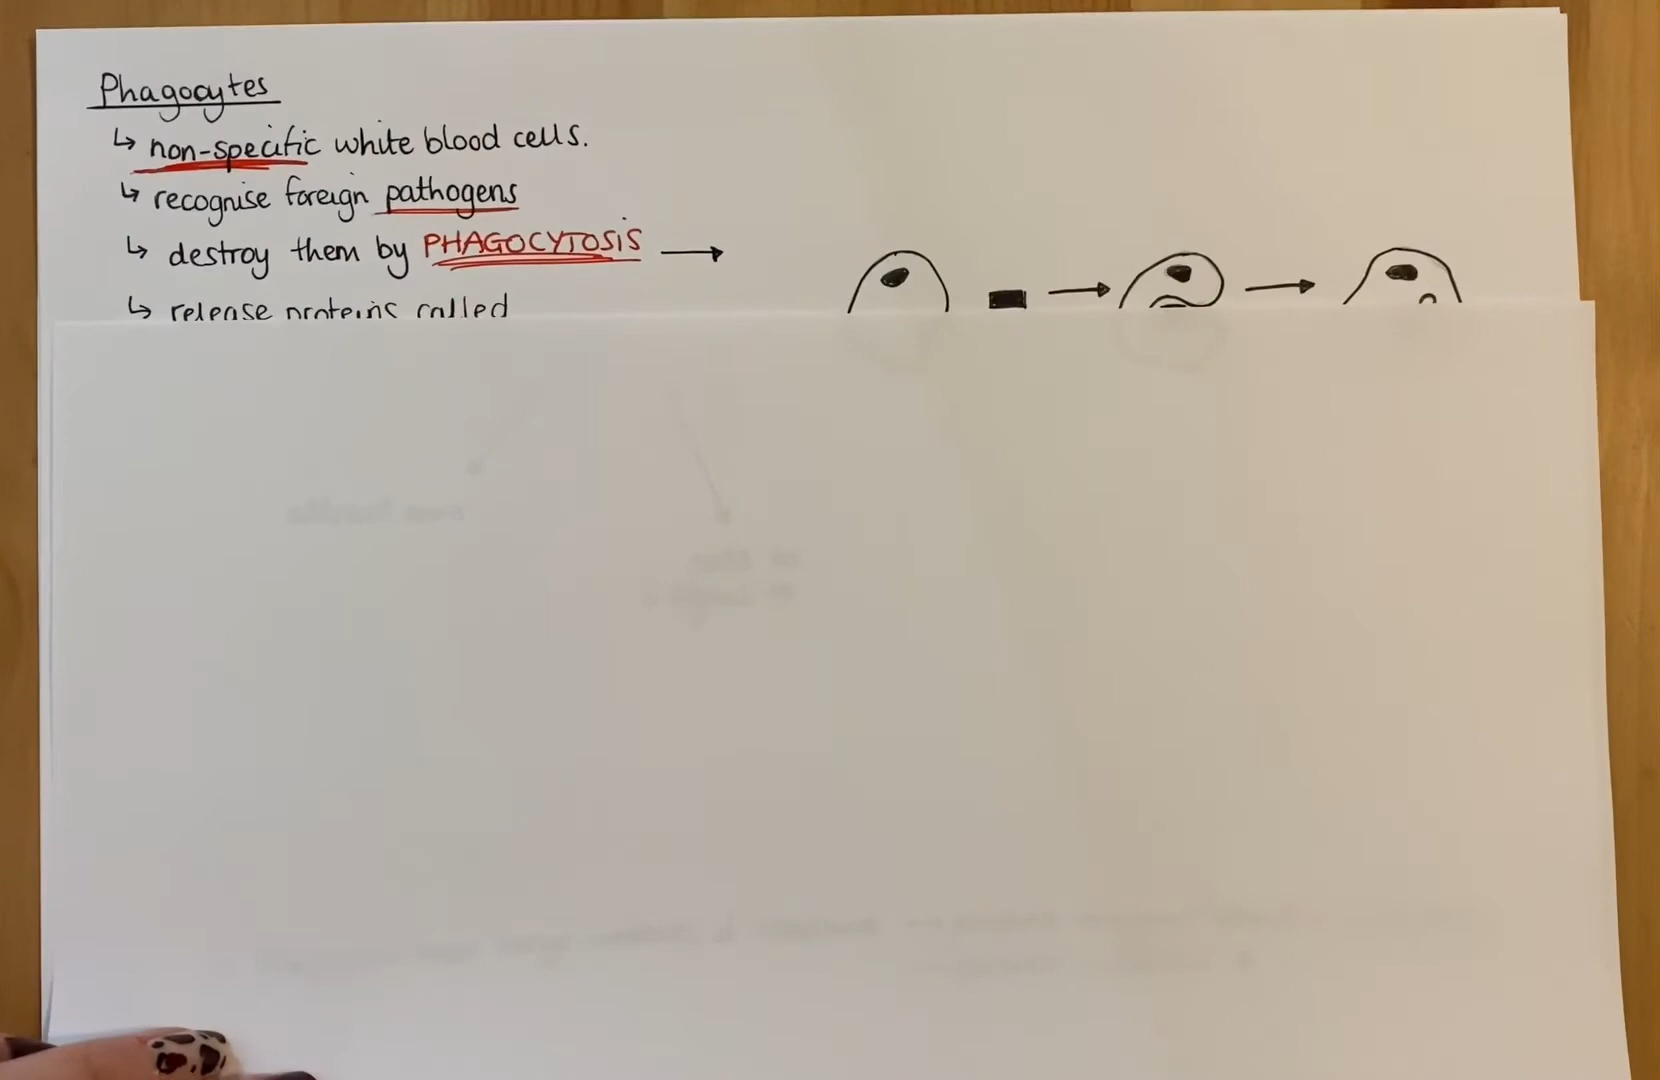 Phagocytes
↳ non-specific white blood cells.
↳ recognise foreign pathogens
↳ destroy them by PHAGOCYTOSIS →
↳ release proteins called